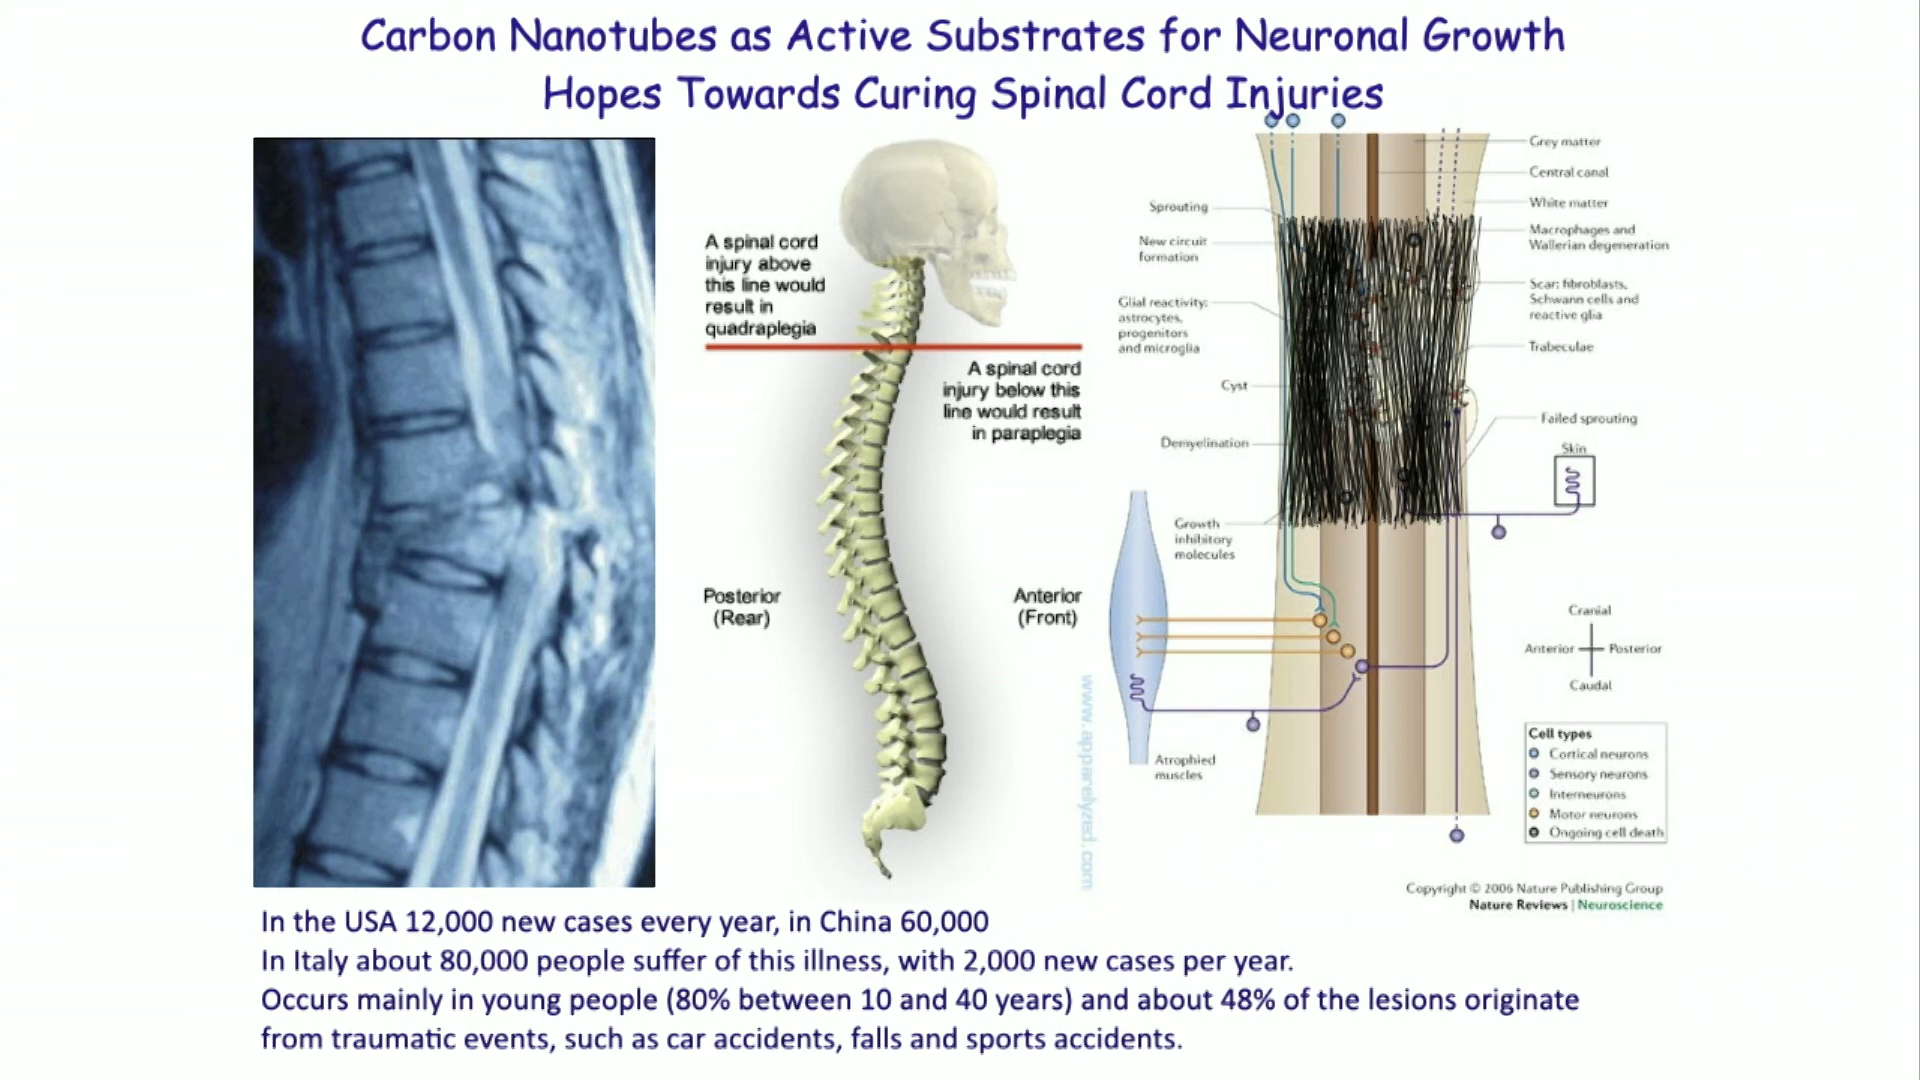 Carbon Nanotubes as Active Substrates for Neuronal Growth
Hopes Towards Curing Spinal Cord Injuries
A spinal cord
injury above
this line would
result in
quadraplegia
A spinal cord
injury below this
line would result
in paraplegia
Posterior
(Rear)
Anterior
(Front)
www.apparelyzed.com
Sprouting
New circuit
formation
Glial reactivity:
astrocytes,
progenitors
and microglia
Cyst
Demyelination
Growth
inhibitory
molecules
Atrophied
muscles
Grey matter
Central canal
White matter
Macrophages and
Wallerian degeneration
Scar: fibroblasts,
Schwann cells and
reactive glia
Trabeculae
Failed sprouting
Skin
Cranial
Anterior
Posterior
Caudal
Cell types
Cortical neurons
Sensory neurons
Interneurons
Motor neurons
Ongoing cell death
Copyright © 2006 Nature Publishing Group
Nature Reviews | Neuroscience
In the USA 12,000 new cases every year, in China 60,000
In Italy about 80,000 people suffer of this illness, with 2,000 new cases per year.
Occurs mainly in young people (80% between 10 and 40 years) and about 48% of the lesions originate
from traumatic events, such as car accidents, falls and sports accidents.